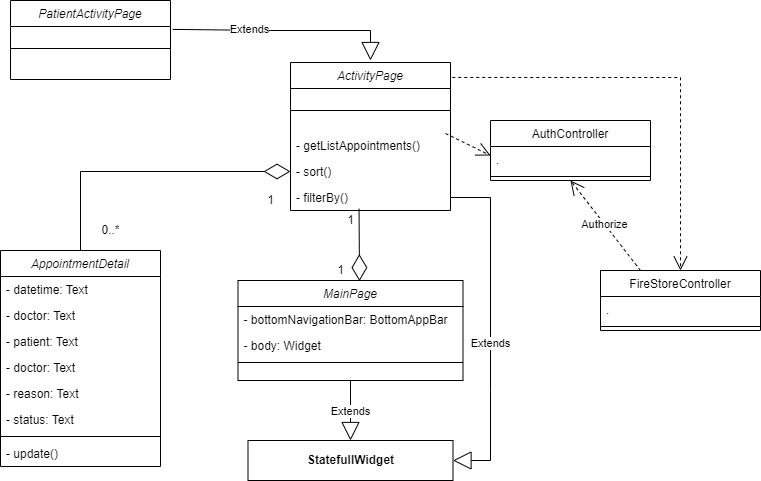 PatientActivityPage
Extends
ActivityPage
- getListAppointments()
- sort()
- filterBy()
AuthController
.
Authorize
FireStoreController
.
1
0..*
AppointmentDetail
- datetime: Text
- doctor: Text
- patient: Text
- doctor: Text
- reason: Text
- status: Text
- update()
1
1
MainPage
- bottomNavigationBar: BottomAppBar
- body: Widget
Extends
Extends
StatefullWidget